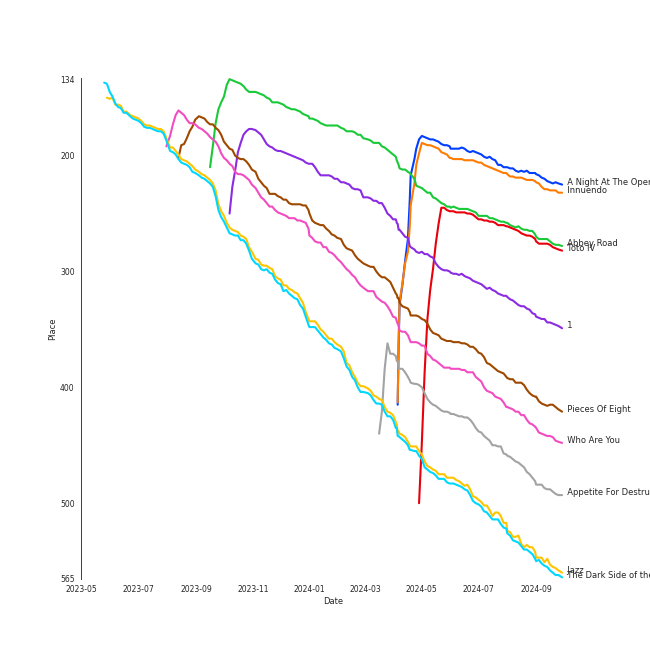 134
200
300
400
500
565
Place
2023-05
2023-07
2023-09
2023-11
2024-01
2024-03
2024-05
2024-07
2024-09
Date
A Night At The Oper
Innuendo
Abbey Road
Toto IV
1
Pieces Of Eight
Who Are You
Appetite For Destru
Jazz
The Dark Side of the